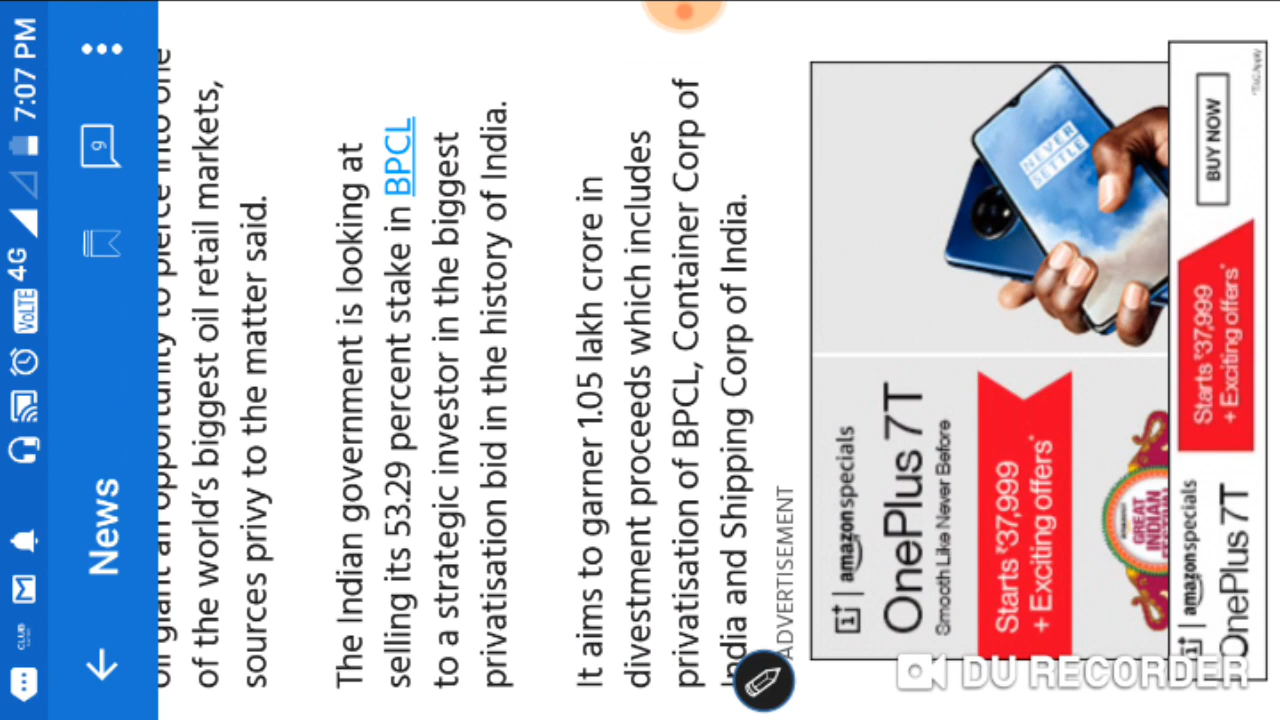 7:07 PM
4G
VoLTE
CLUB
News
9
oil giant an opportunity to pierce into one
of the world's biggest oil retail markets,
sources privy to the matter said.
The Indian government is looking at
selling its 53.29 percent stake in BPCL
to a strategic investor in the biggest
privatisation bid in the history of India.
It aims to garner 1.05 lakh crore in
divestment proceeds which includes
privatisation of BPCL, Container Corp of
India and Shipping Corp of India.
ADVERTISEMENT
1+ | amazonspecials
OnePlus 7T
Smooth Like Never Before
Starts ₹37,999
+ Exciting offers*
GREAT
INDIAN
NEVER
SETTLE
1+ | amazonspecials
OnePlus 7T
Starts ₹37,999
+ Exciting offers*
BUY NOW
*T&C Apply
DU RECORDER